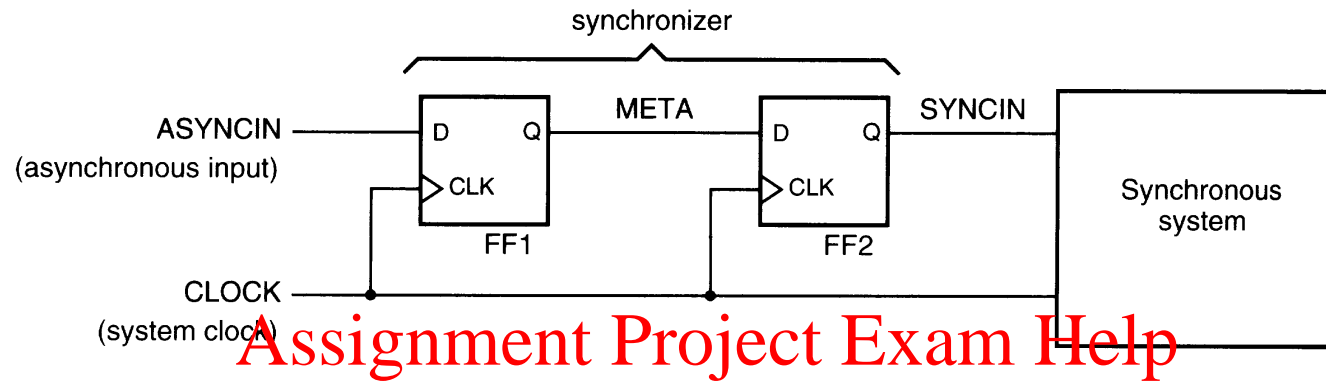 synchronizer
ASYNCIN
(asynchronous input)
D Q
CLK
FF1
META
D Q
CLK
FF2
SYNCIN
Synchronous
system
CLOCK
(system clock)
Assignment Project Exam Help